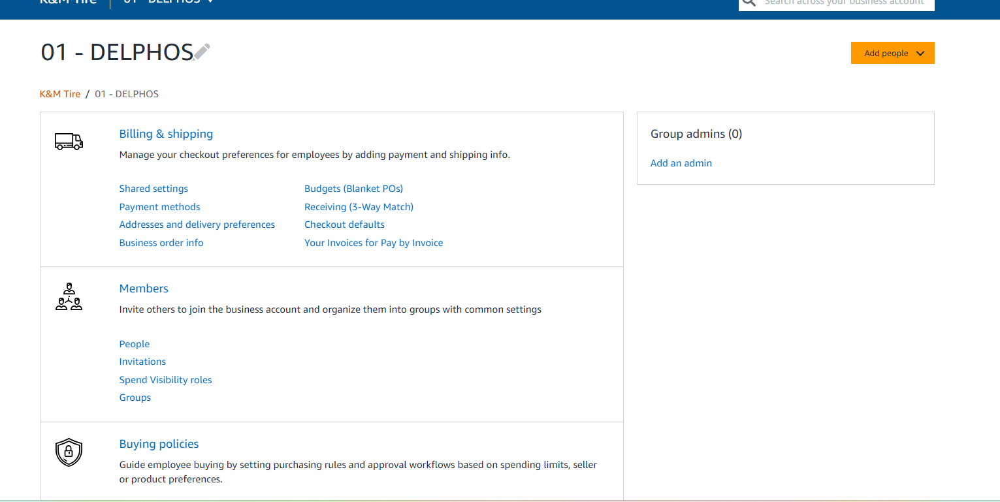 K&M Tire
01 - DELPHOS
Search across your business account
01 - DELPHOS
Add people
K&M Tire / 01 - DELPHOS
Billing & shipping
Manage your checkout preferences for employees by adding payment and shipping info.
Shared settings
Payment methods
Addresses and delivery preferences
Business order info
Budgets (Blanket POs)
Receiving (3-Way Match)
Checkout defaults
Your Invoices for Pay by Invoice
Group admins (0)
Add an admin
Members
Invite others to join the business account and organize them into groups with common settings
People
Invitations
Spend Visibility roles
Groups
Buying policies
Guide employee buying by setting purchasing rules and approval workflows based on spending limits, seller
or product preferences.